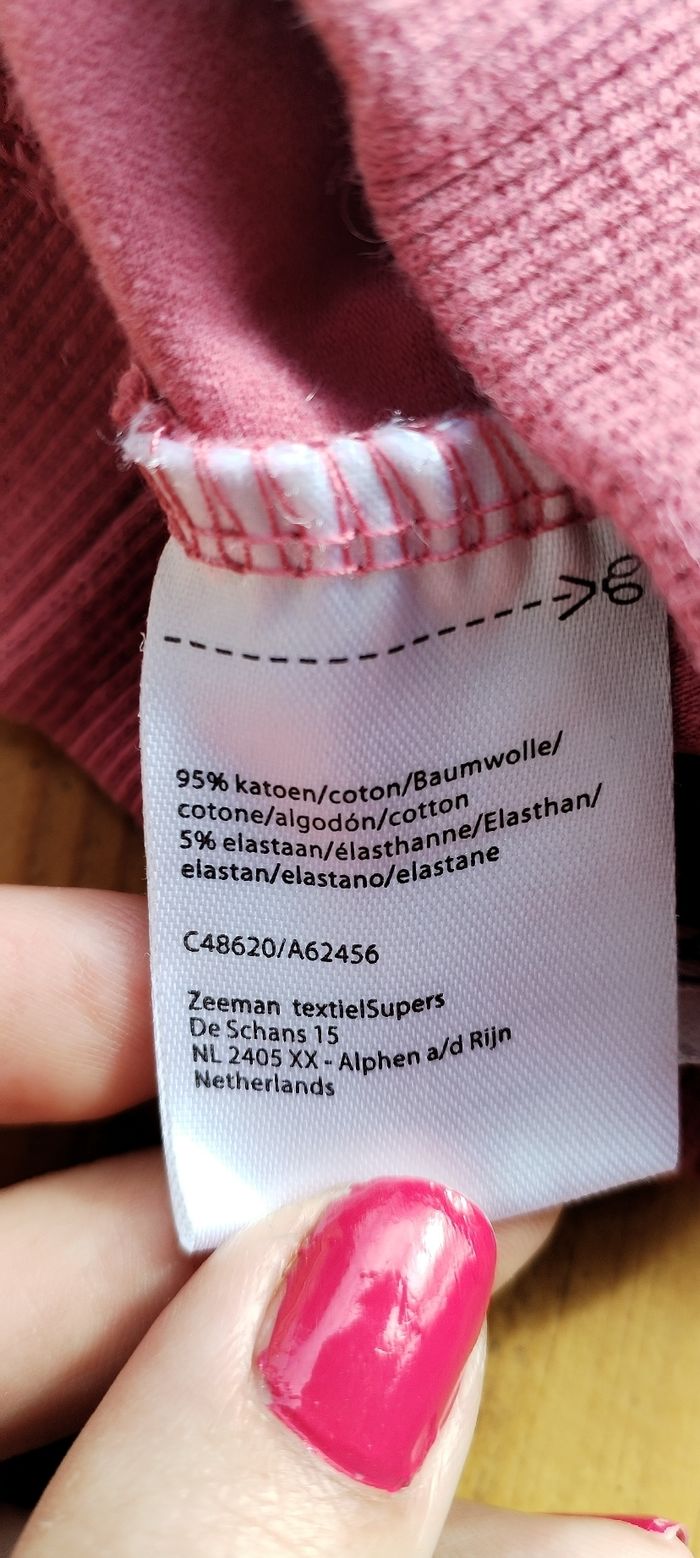 95% katoen/coton/Baumwolle/
cotone/algodón/cotton
5% elastaan/élasthanne/Elasthan/
elastan/elastano/elastane
C48620/A62456
Zeeman textielSupers
De Schans 15
NL 2405 XX - Alphen a/d Rijn
Netherlands